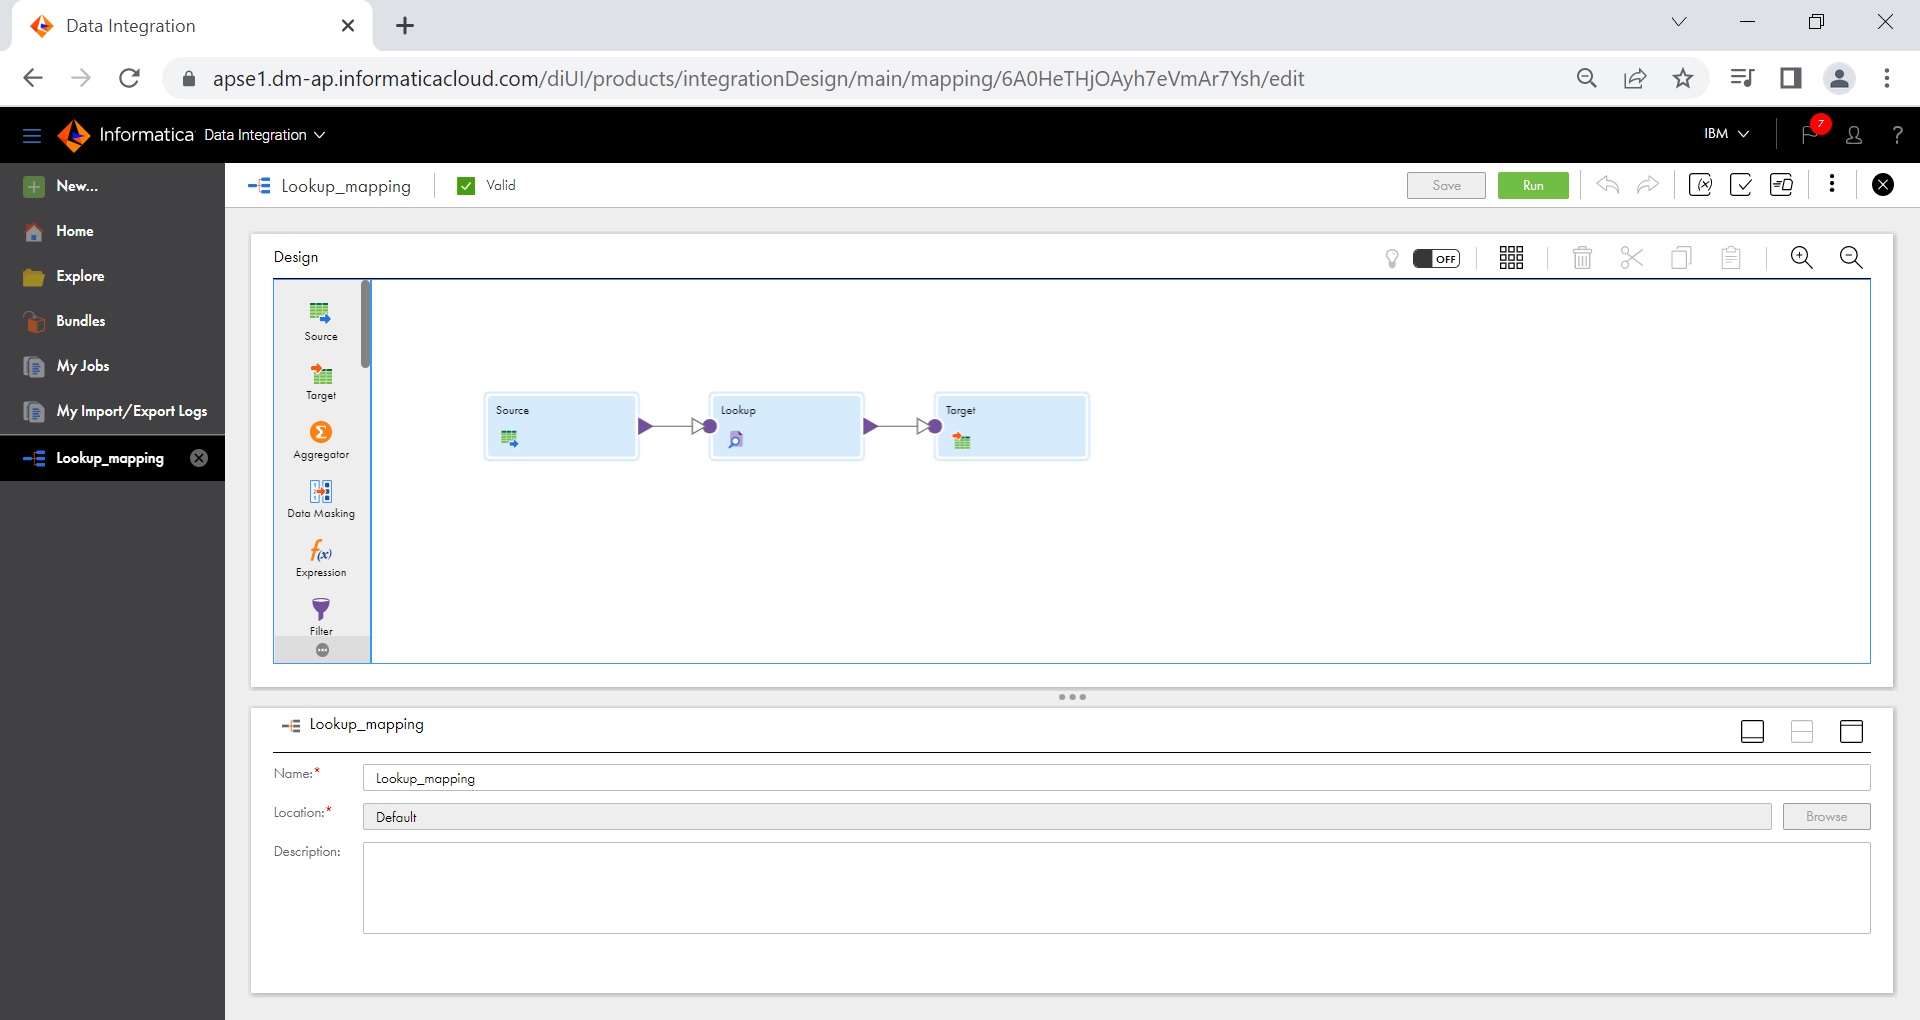 Data Integration
apse1.dm-ap.informaticacloud.com/diUI/products/integrationDesign/main/mapping/6A0HeTHjOAyh7eVmAr7Ysh/edit
Informatica Data Integration
IBM
7
?
New...
Home
Explore
Bundles
My Jobs
My Import/Export Logs
Lookup_mapping
Lookup_mapping
Valid
Save
Run
Design
OFF
Source
Target
Aggregator
Data Masking
Expression
Filter
Source
Lookup
Target
Lookup_mapping
Name:*
Lookup_mapping
Location:*
Default
Browse
Description: